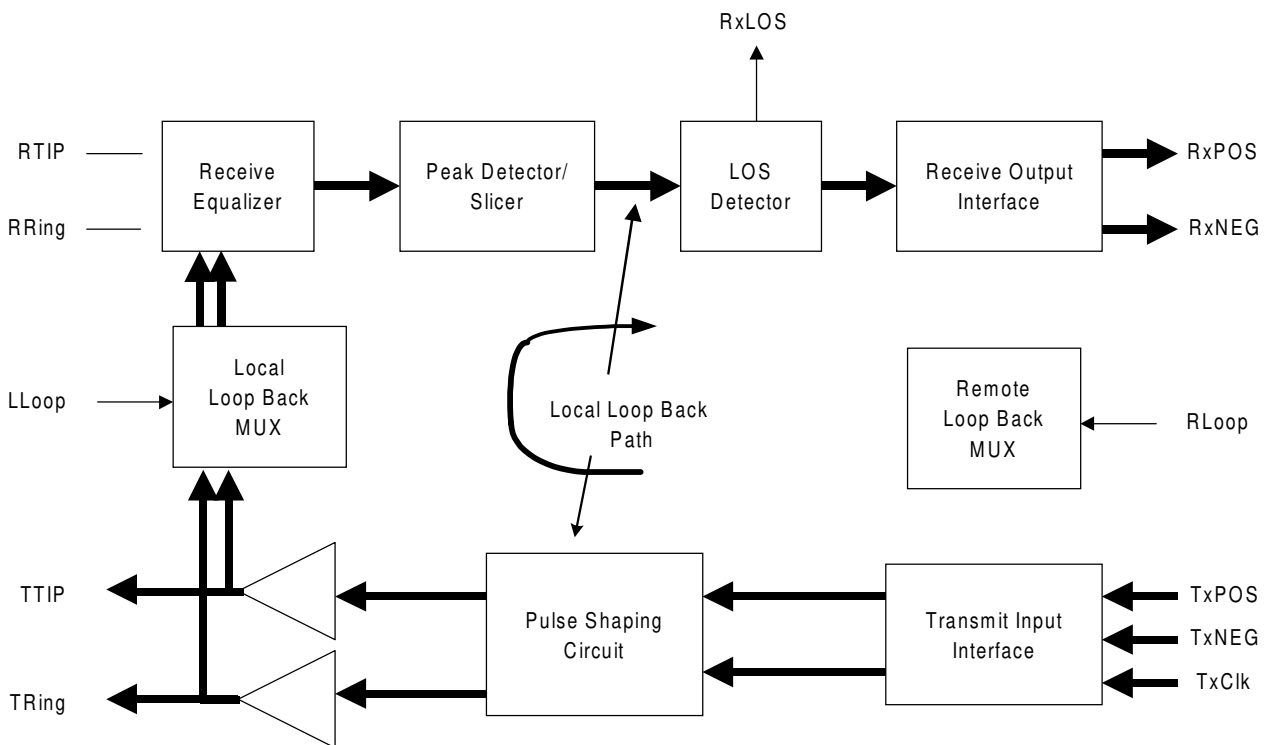 RxLOS
RTIP
RRing
Receive
Equalizer
Peak Detector/
Slicer
LOS
Detector
Receive Output
Interface
RxPOS
RxNEG
LLoop
Local
Loop Back
MUX
Local Loop Back
Path
Remote
Loop Back
MUX
RLoop
TTIP
TRing
Pulse Shaping
Circuit
Transmit Input
Interface
TxPOS
TxNEG
TxClk